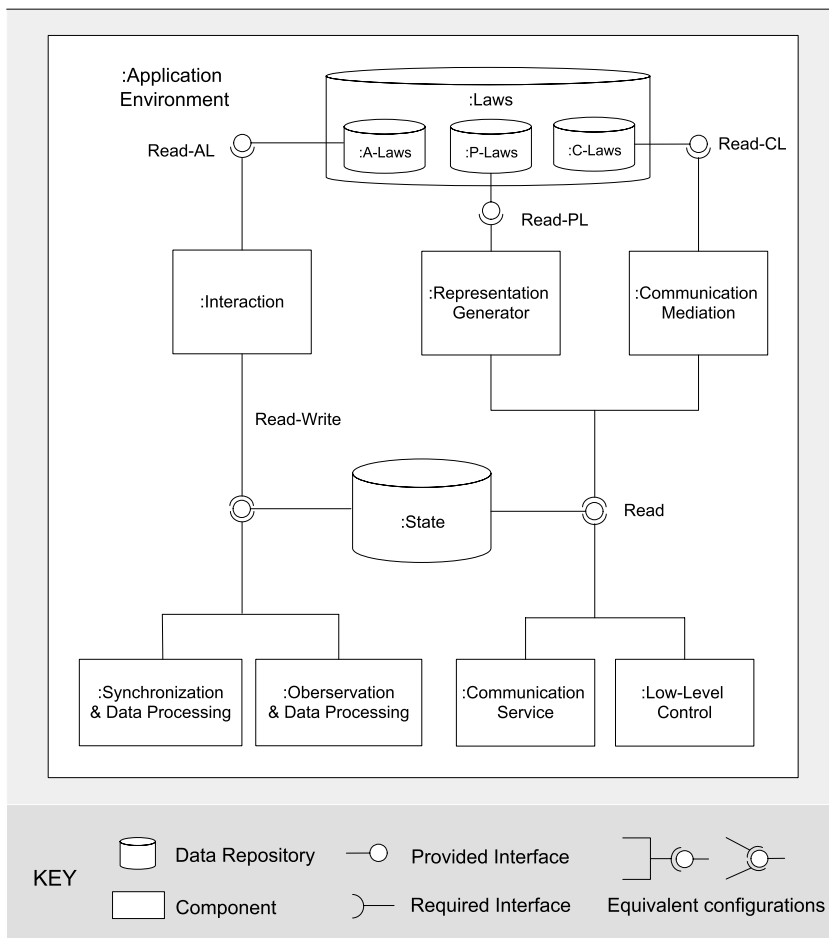 :Application
Environment
:Laws
:A-Laws
:P-Laws
:C-Laws
Read-AL
Read-CL
Read-PL
:Interaction
:Representation
Generator
:Communication
Mediation
Read-Write
:State
Read
:Synchronization
& Data Processing
:Oberservation
& Data Processing
:Communication
Service
:Low-Level
Control
KEY
Data Repository
Provided Interface
Component
Required Interface
Equivalent configurations